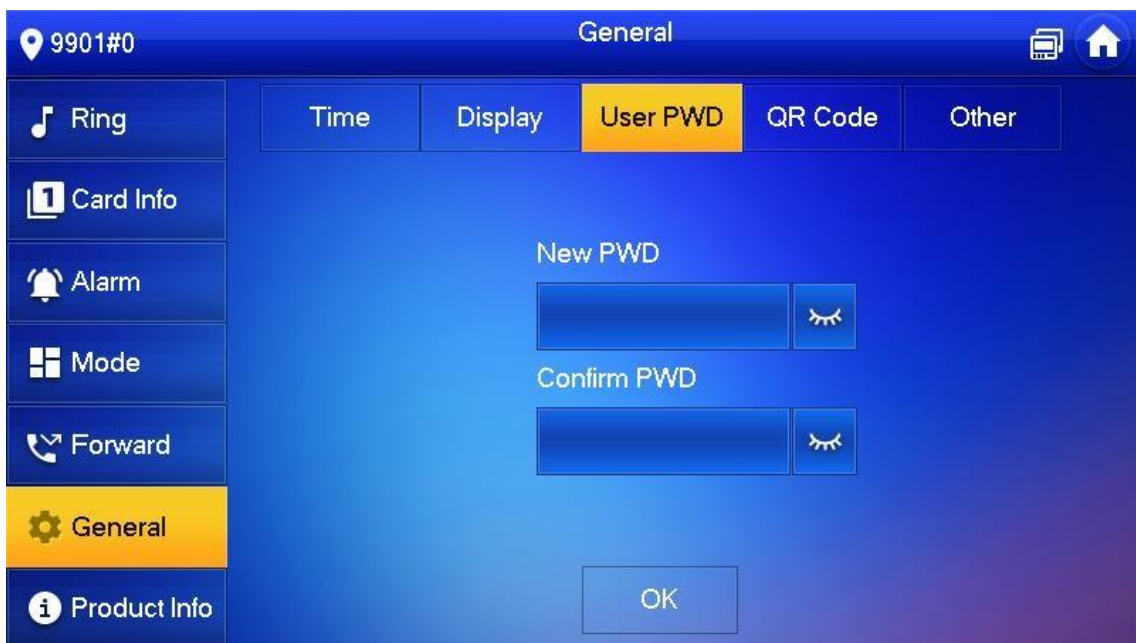 9901#0
General
Ring
Time
Display
User PWD
QR Code
Other
1 Card Info
Alarm
Mode
Forward
General
Product Info
New PWD
Confirm PWD
OK